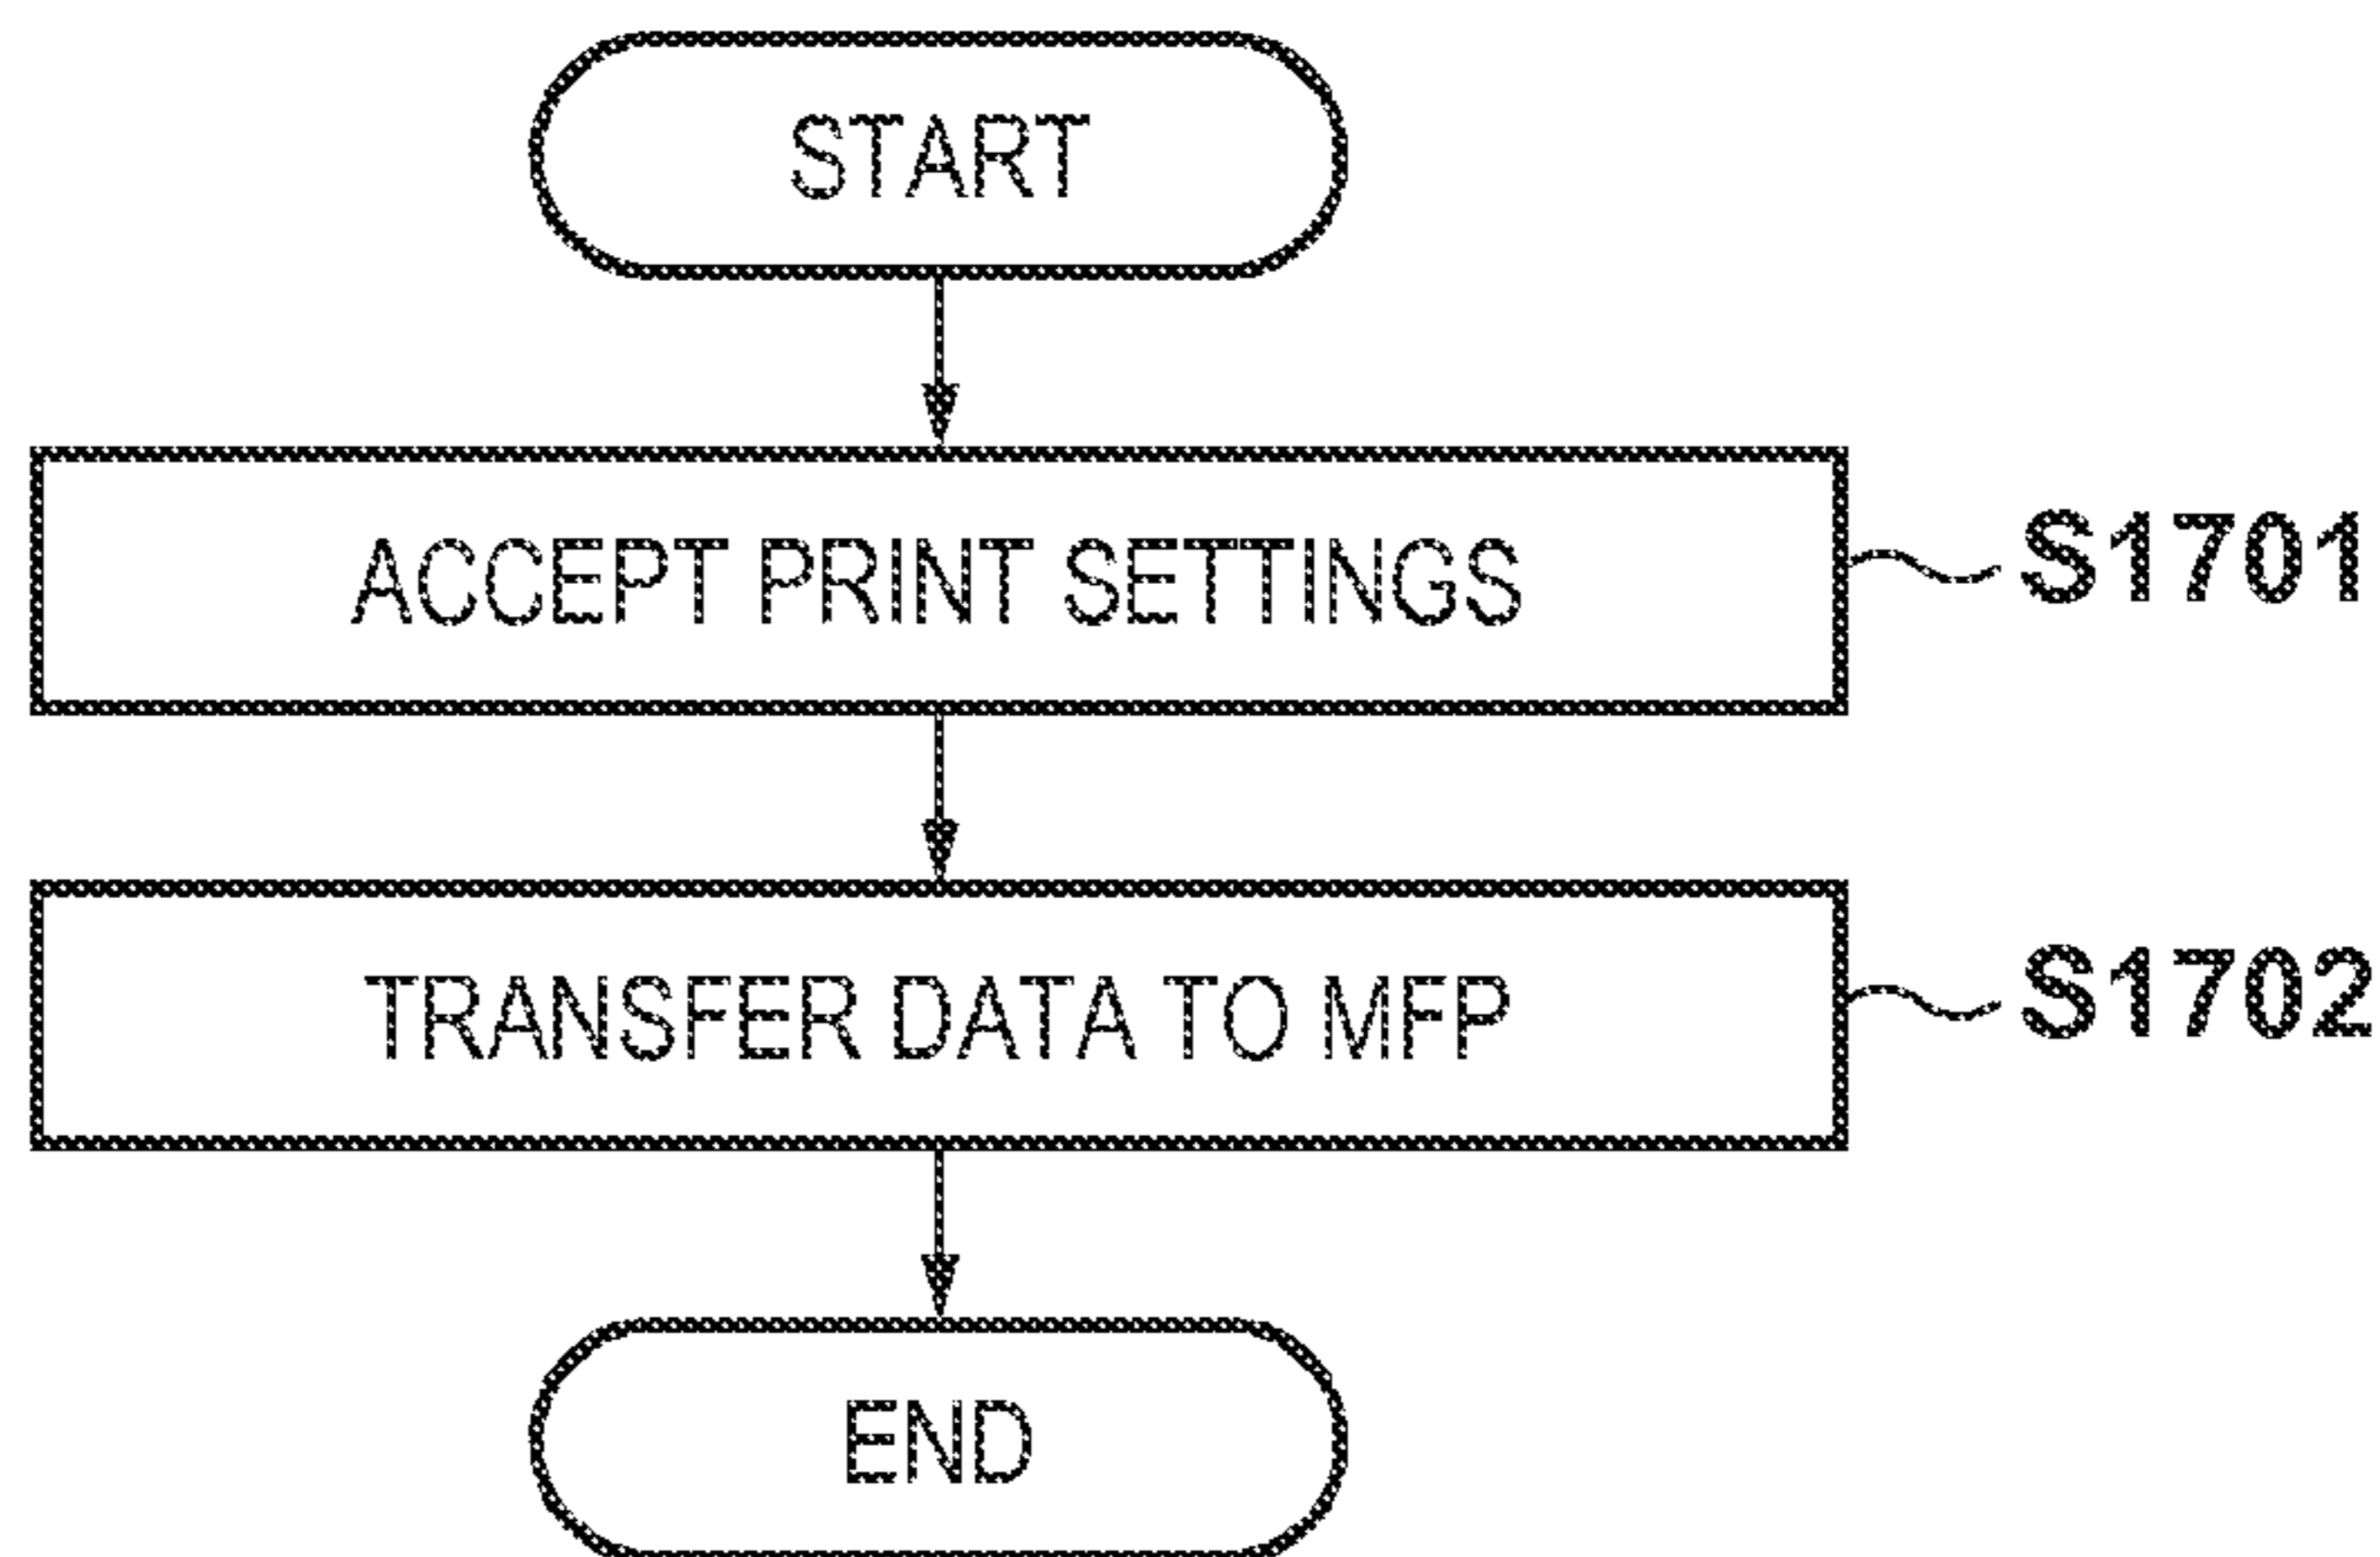 START
ACCEPT PRINT SETTINGS
S1701
TRANSFER DATA TO MFP
S1702
END